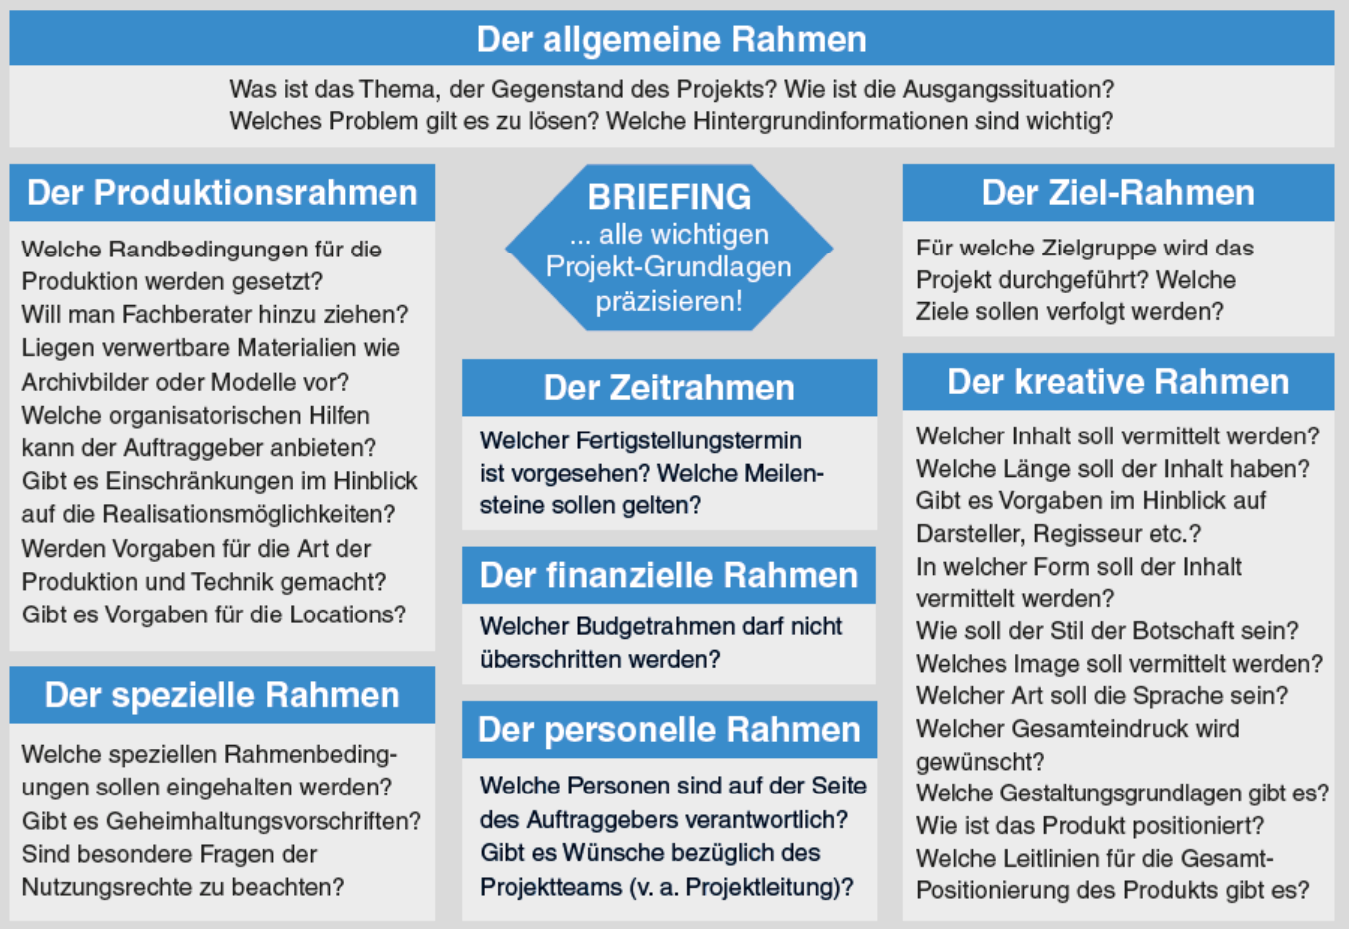 Der allgemeine Rahmen
Was ist das Thema, der Gegenstand des Projekts? Wie ist die Ausgangssituation?
Welches Problem gilt es zu lösen? Welche Hintergrundinformationen sind wichtig?
Der Produktionsrahmen
Welche Randbedingungen für die
Produktion werden gesetzt?
Will man Fachberater hinzu ziehen?
Liegen verwertbare Materialien wie
Archivbilder oder Modelle vor?
Welche organisatorischen Hilfen
kann der Auftraggeber anbieten?
Gibt es Einschränkungen im Hinblick
auf die Realisationsmöglichkeiten?
Werden Vorgaben für die Art der
Produktion und Technik gemacht?
Gibt es Vorgaben für die Locations?
Der spezielle Rahmen
Welche speziellen Rahmenbeding-
ungen sollen eingehalten werden?
Gibt es Geheimhaltungsvorschriften?
Sind besondere Fragen der
Nutzungsrechte zu beachten?
BRIEFING
... alle wichtigen
Projekt-Grundlagen
präzisieren!
Der Zeitrahmen
Welcher Fertigstellungstermin
ist vorgesehen? Welche Meilen-
steine sollen gelten?
Der finanzielle Rahmen
Welcher Budgetrahmen darf nicht
überschritten werden?
Der personelle Rahmen
Welche Personen sind auf der Seite
des Auftraggebers verantwortlich?
Gibt es Wünsche bezüglich des
Projektteams (v. a. Projektleitung)?
Der Ziel-Rahmen
Für welche Zielgruppe wird das
Projekt durchgeführt? Welche
Ziele sollen verfolgt werden?
Der kreative Rahmen
Welcher Inhalt soll vermittelt werden?
Welche Länge soll der Inhalt haben?
Gibt es Vorgaben im Hinblick auf
Darsteller, Regisseur etc.?
In welcher Form soll der Inhalt
vermittelt werden?
Wie soll der Stil der Botschaft sein?
Welches Image soll vermittelt werden?
Welcher Art soll die Sprache sein?
Welcher Gesamteindruck wird
gewünscht?
Welche Gestaltungsgrundlagen gibt es?
Wie ist das Produkt positioniert?
Welche Leitlinien für die Gesamt-
Positionierung des Produkts gibt es?